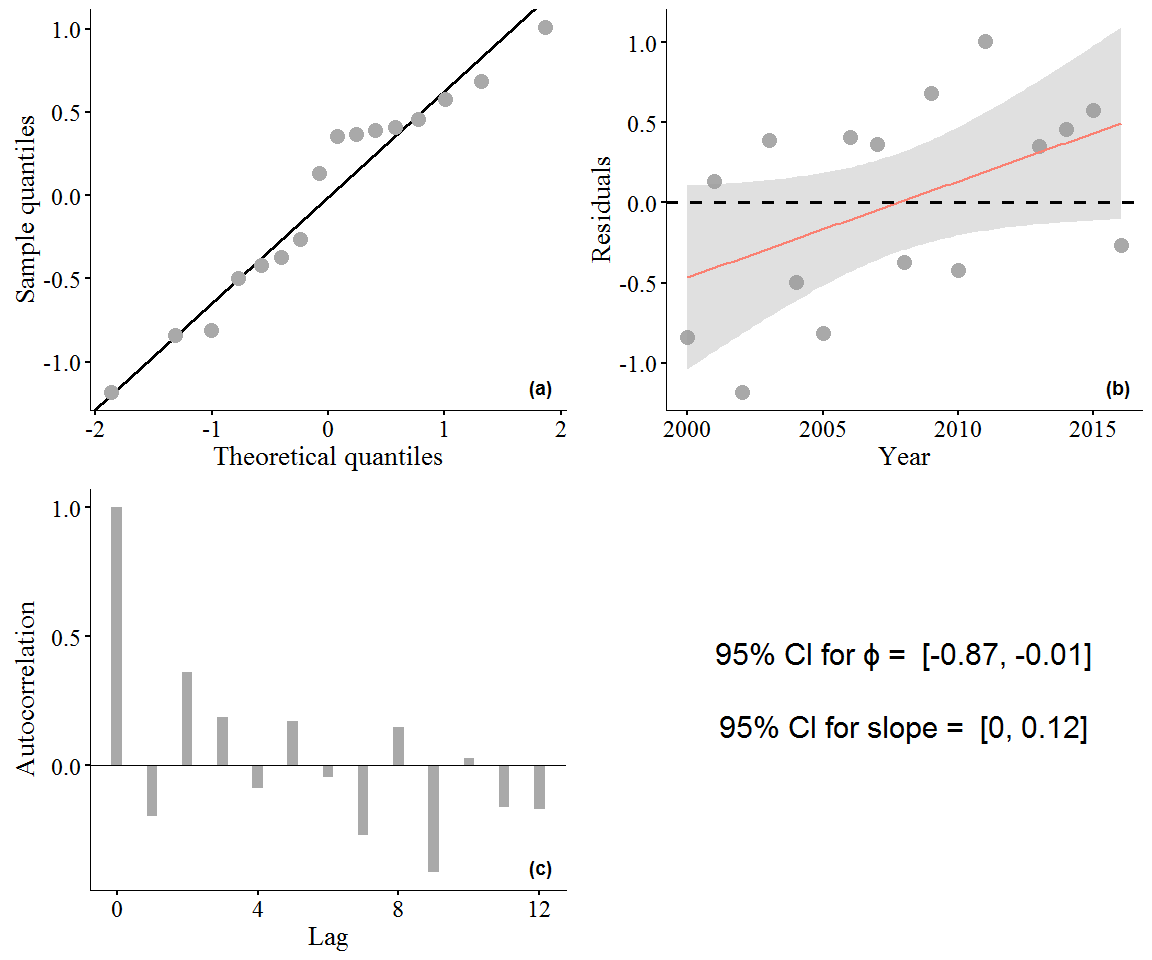 1.0
0.5
0.0
-0.5
-1.0
Sample quantiles
-2
-1
0
1
2
Theoretical quantiles
(a)
1.0
0.5
0.0
-0.5
-1.0
Residuals
2000
2005
2010
2015
Year
(b)
1.0
0.5
0.0
Autocorrelation
0
4
8
12
Lag
(c)
95% CI for ϕ = [-0.87, -0.01]
95% CI for slope = [0, 0.12]